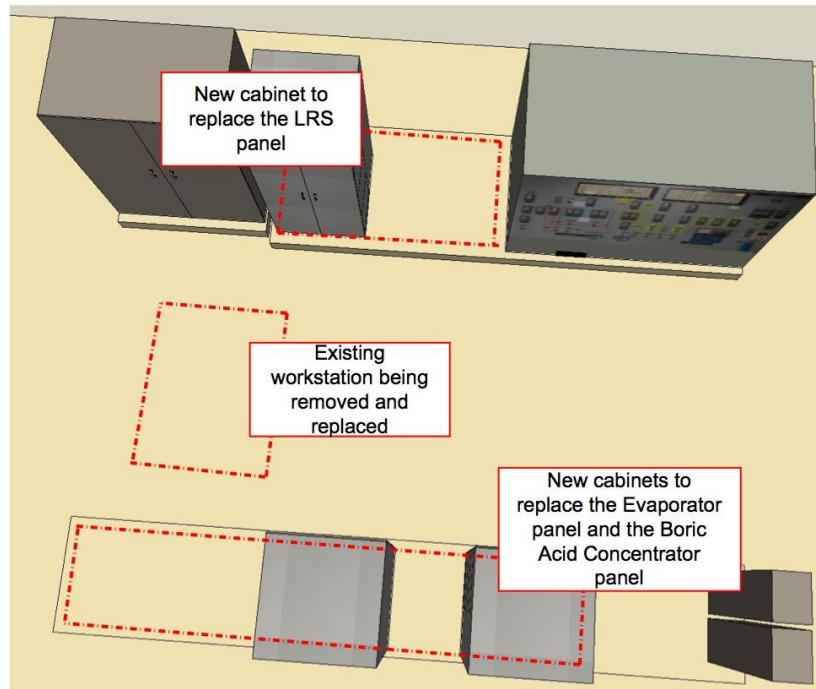 New cabinet to
replace the LRS
panel
Existing
workstation being
removed and
replaced
New cabinets to
replace the Evaporator
panel and the Boric
Acid Concentrator
panel